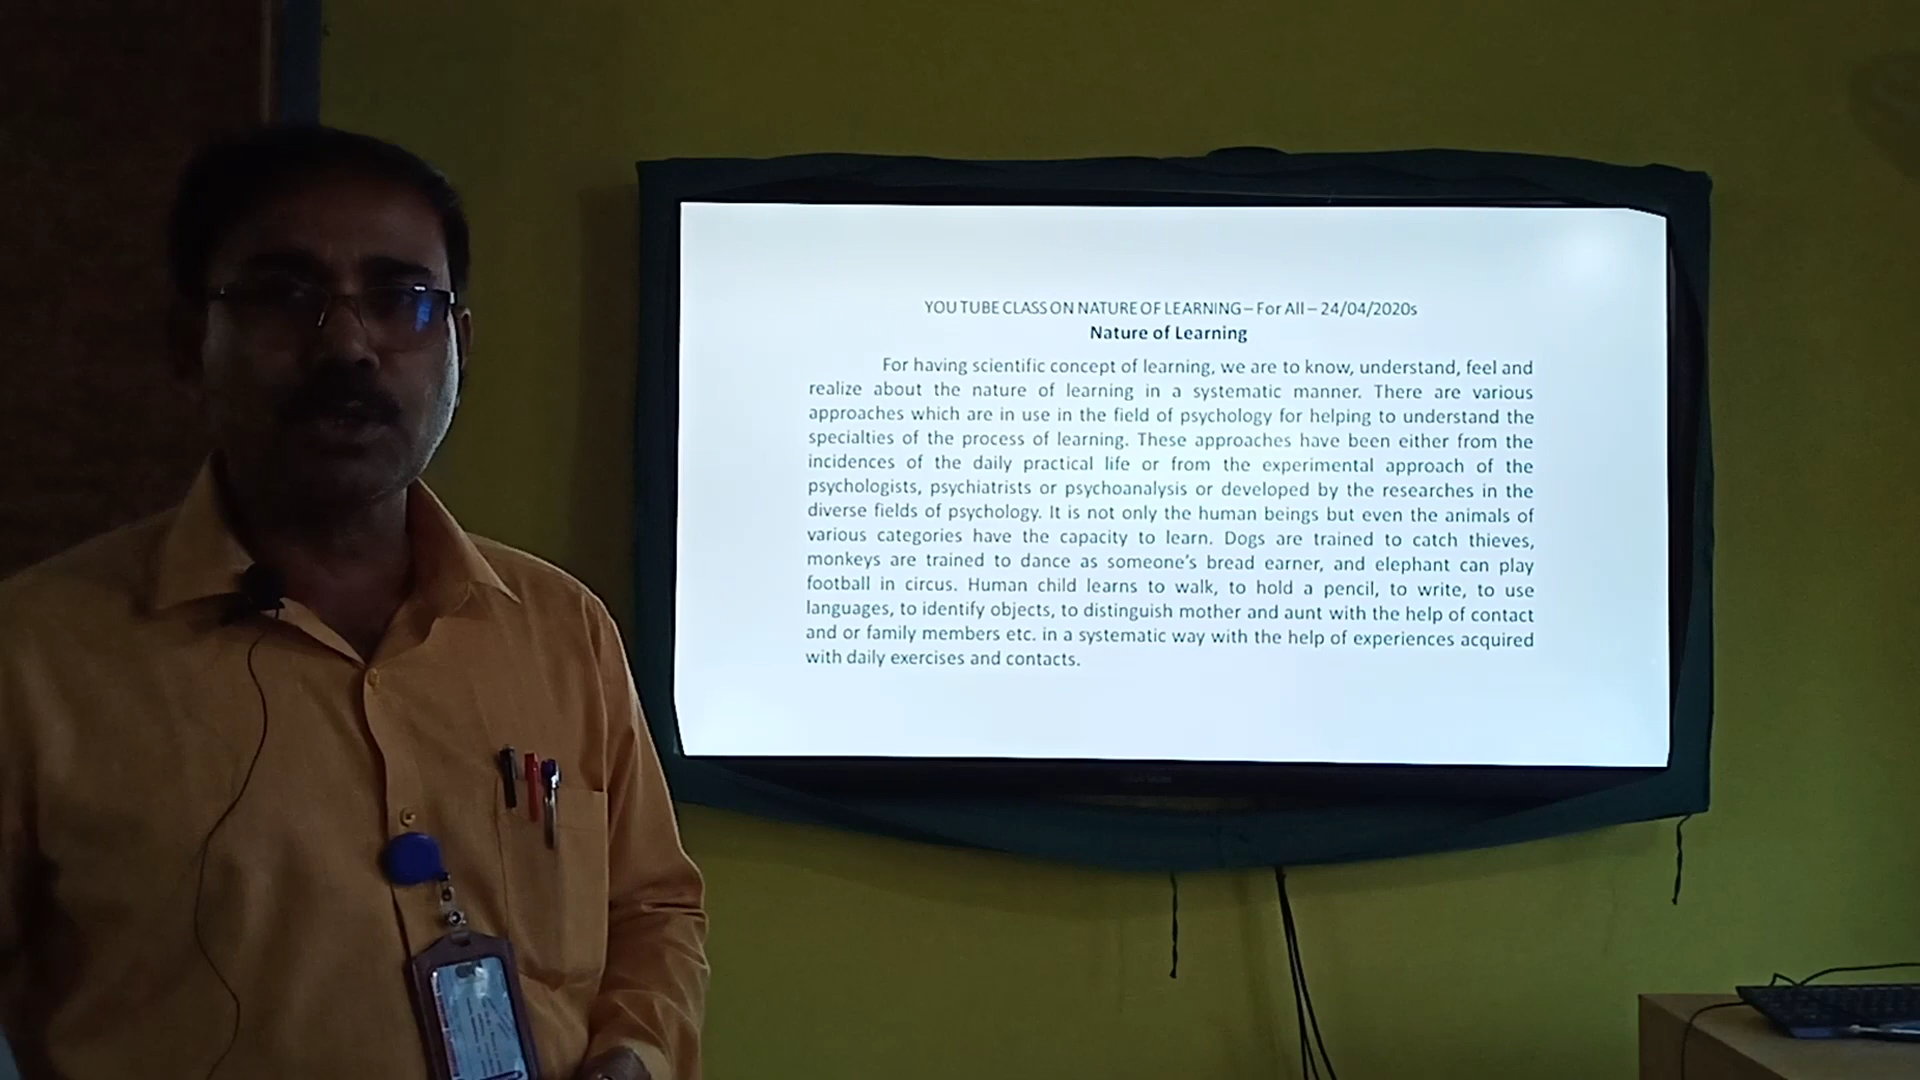 YOU TUBE CLASS ON NATURE OF LEARNING – For All – 24/04/2020s
Nature of Learning
For having scientific concept of learning, we are to know, understand, feel and
realize about the nature of learning in a systematic manner. There are various
approaches which are in use in the field of psychology for helping to understand the
specialties of the process of learning. These approaches have been either from the
incidences of the daily practical life or from the experimental approach of the
psychologists, psychiatrists or psychoanalysis or developed by the researches in the
diverse fields of psychology. It is not only the human beings but even the animals of
various categories have the capacity to learn. Dogs are trained to catch thieves,
monkeys are trained to dance as someone's bread earner, and elephant can play
football in circus. Human child learns to walk, to hold a pencil, to write, to use
languages, to identify objects, to distinguish mother and aunt with the help of contact
and or family members etc. in a systematic way with the help of experiences acquired
with daily exercises and contacts.